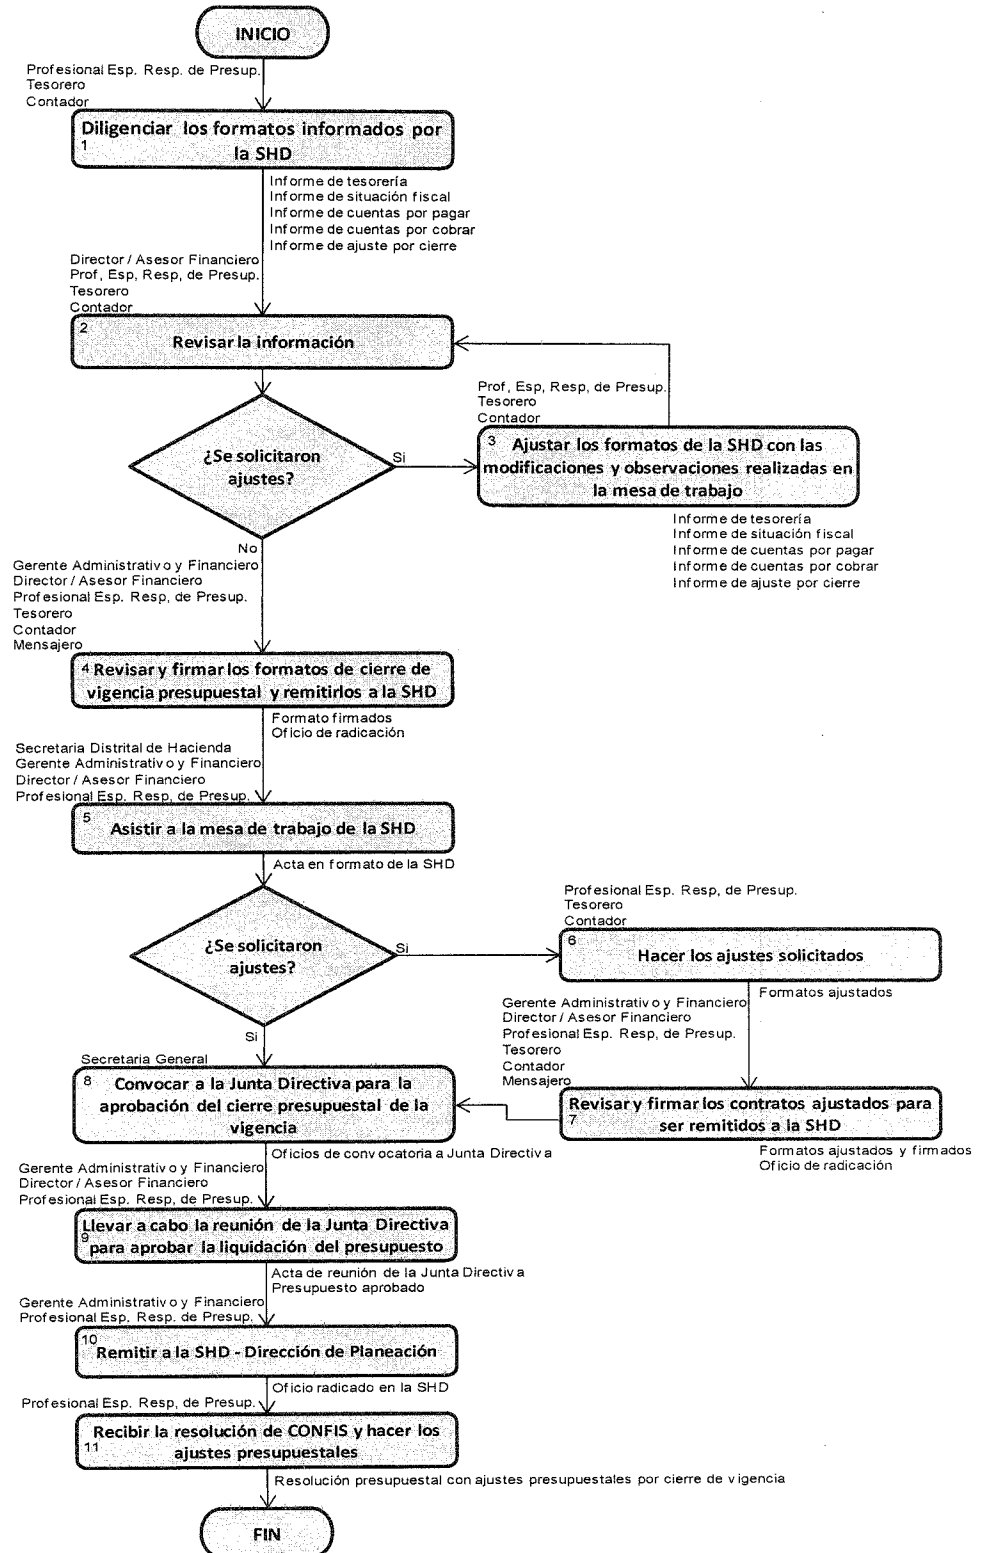 INICIO
Profesional Esp. Resp. de Presup.
Tesorero
Contador
Diligenciar los formatos informados por
1
la SHD
Informe de tesorería
Informe de situación fiscal
Informe de cuentas por pagar
Informe de cuentas por cobrar
Informe de ajuste por cierre
Director / Asesor Financiero
Prof, Esp, Resp, de Presup.
Tesorero
Contador
2
Revisar la información
Prof, Esp, Resp, de Presup.
Tesorero
Contador
¿Se solicitaron
ajustes?
Si
3 Ajustar los formatos de la SHD con las
modificaciones y observaciones realizadas en
la mesa de trabajo
Informe de tesorería
Informe de situación fiscal
Informe de cuentas por pagar
Informe de cuentas por cobrar
Informe de ajuste por cierre
No
Gerente Administrativo y Financiero
Director / Asesor Financiero
Profesional Esp. Resp, de Presup.
Tesorero
Contador
Mensajero
4 Revisar y firmar los formatos de cierre de
vigencia presupuestal y remitirlos a la SHD
Formato firmados
Oficio de radicación
Secretaria Distrital de Hacienda
Gerente Administrativo y Financiero
Director / Asesor Financiero
Profesional Esp. Resp, de Presup.
5
Asistir a la mesa de trabajo de la SHD
Acta en formato de la SHD
¿Se solicitaron
ajustes?
Si
Profesional Esp. Resp, de Presup.
Tesorero
Contador
6
Hacer los ajustes solicitados
Formatos ajustados
Gerente Administrativo y Financiero
Director / Asesor Financiero
Profesional Esp. Resp, de Presup.
Tesorero
Contador
Mensajero
Revisar y firmar los contratos ajustados para
7 ser remitidos a la SHD
Formatos ajustados y firmados
Oficio de radicación
Si
Secretaria General
8 Convocar a la Junta Directiva para la
aprobación del cierre presupuestal de la
vigencia
Oficios de convocatoria a Junta Directiva
Gerente Administrativo y Financiero
Director / Asesor Financiero
Profesional Esp. Resp, de Presup.
Llevar a cabo la reunión de la Junta Directiva
9 para aprobar la liquidación del presupuesto
Acta de reunión de la Junta Directiva
Presupuesto aprobado
Gerente Administrativo y Financiero
Profesional Esp. Resp. de Presup.
10
Remitir a la SHD - Dirección de Planeación
Oficio radicado en la SHD
Profesional Esp. Resp, de Presup.
Recibir la resolución de CONFIS y hacer los
11 ajustes presupuestales
Resolución presupuestal con ajustes presupuestales por cierre de vigencia
FIN